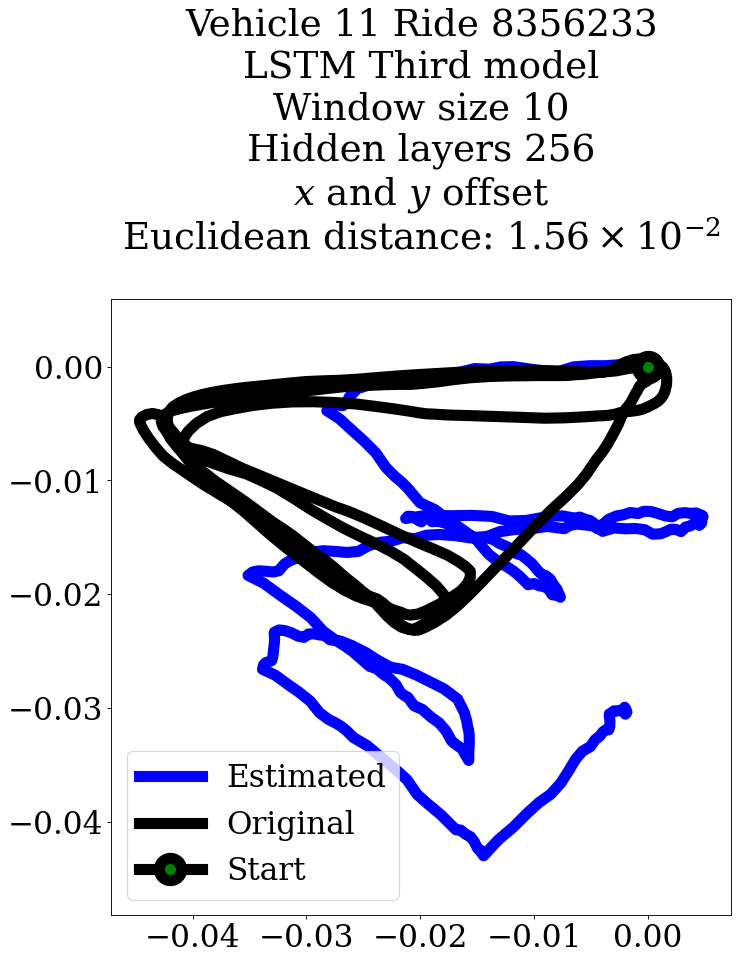 Vehicle 11 Ride 8356233
LSTM Third model
Window size 10
Hidden layers 256
x and y offset
Euclidean distance: 1.56 × 10⁻²
0.00
−0.01
−0.02
−0.03
−0.04
Estimated
Original
Start
−0.04 −0.03 −0.02 −0.01 0.00